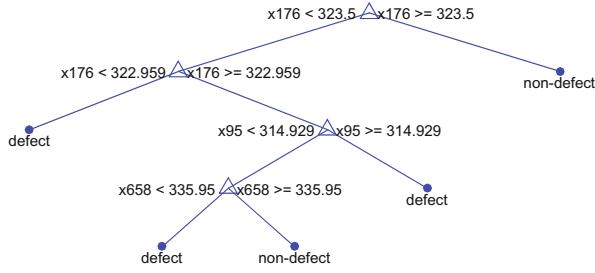 x176 < 323.5 x176 >= 323.5
x176 < 322.959 x176 >= 322.959
non-defect
defect
x95 < 314.929 x95 >= 314.929
x658 < 335.95 x658 >= 335.95
defect
defect
non-defect